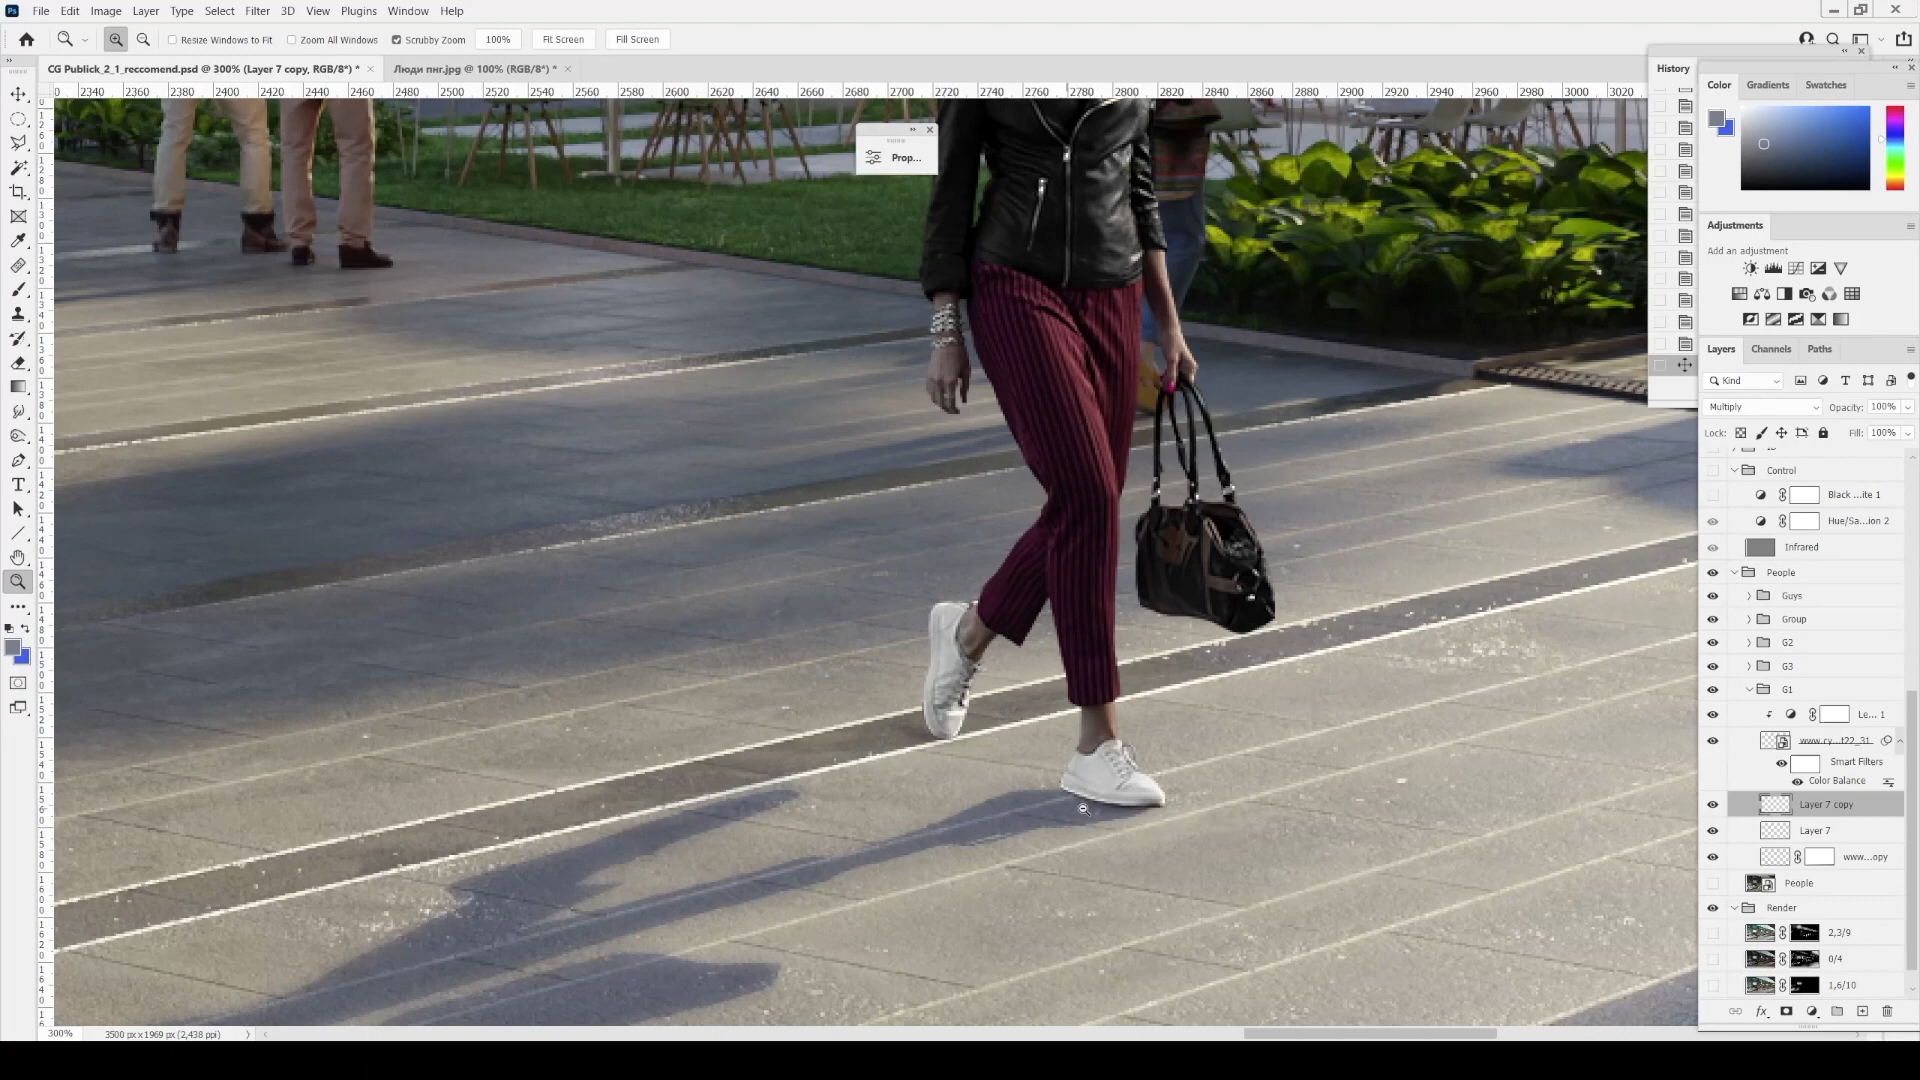 Ps File Edit Image Layer Type Select Filter 3D View Plugins Window Help
Resize Windows to Fit Zoom All Windows Scrubby Zoom 100% Fit Screen Fill Screen
CG Publick_2_1_reccomend.psd @ 300% (Layer 7 copy, RGB/8*) * Люди пнг.jpg @ 100% (RGB/8*) *
0 2340 2360 2380 2400 2420 2440 2460 2480 2500 2520 2540 2560 2580 2600 2620 2640 2660 2680 2700 2720 2740 2760 2780 2800 2820 2840 2860 2880 2900 2920 2940 2960 2980 3000 3020
History
Color Gradients Swatches
Prop...
Adjustments
Add an adjustment
Layers Channels Paths
Kind
Multiply Opacity: 100%
Lock: Fill: 100%
Control
Black ...ite 1
Hue/Sa...ion 2
Infrared
People
Guys
Group
G2
G3
G1
Le... 1
www.cy...t22_31
Smart Filters
Color Balance
Layer 7 copy
Layer 7
www...opy
People
Render
2,3/9
0/4
1,6/10
fx
300% 3500 px x 1969 px (2,438 ppi)